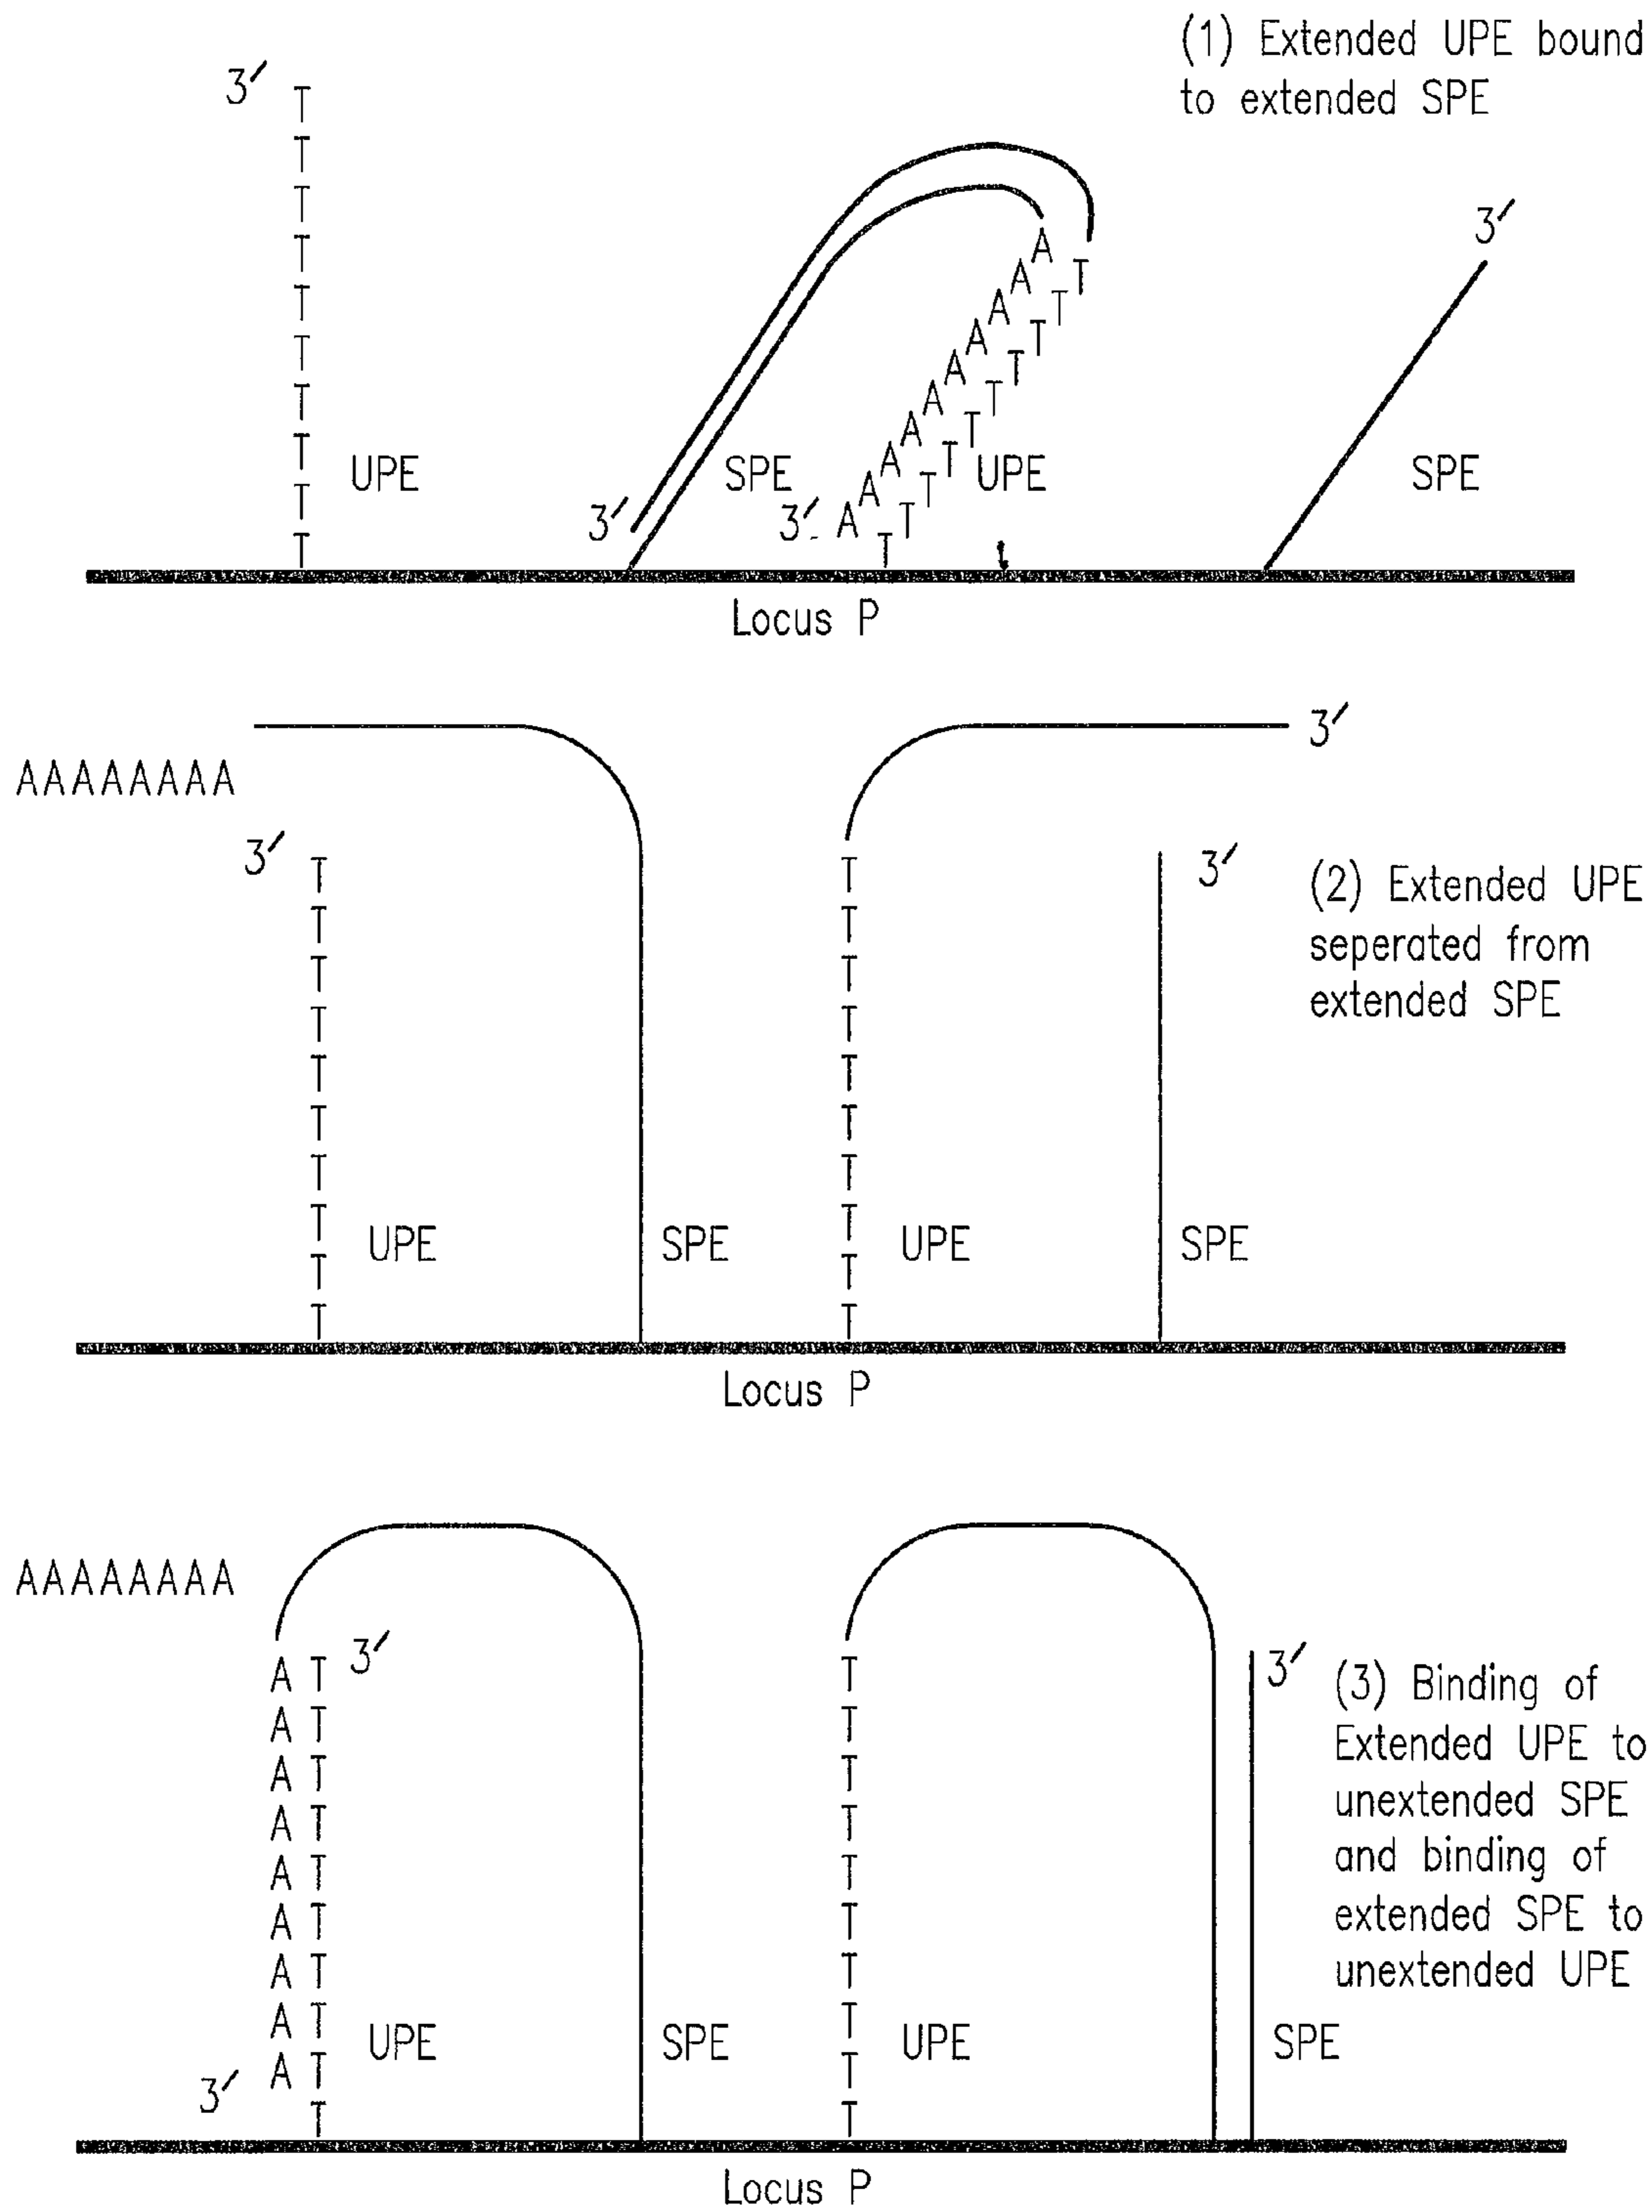 (1) Extended UPE bound
to extended SPE
3′
T T T T T T T T T T
UPE
3′
SPE
3′
A A A A A A A A A A
T T T T T T T T T T
UPE
3′
SPE
Locus P
AAAAAAAA
3′
T T T T T T T T T T
UPE
SPE
3′
T T T T T T T T T T
UPE
3′
SPE
(2) Extended UPE
seperated from
extended SPE
Locus P
AAAAAAAA
3′
A T
A T
A T
A T
A T
A T
A T
A T
A T
T
3′
UPE
SPE
T T T T T T T T T T
UPE
3′
SPE
(3) Binding of
Extended UPE to
unextended SPE
and binding of
extended SPE to
unextended UPE
Locus P